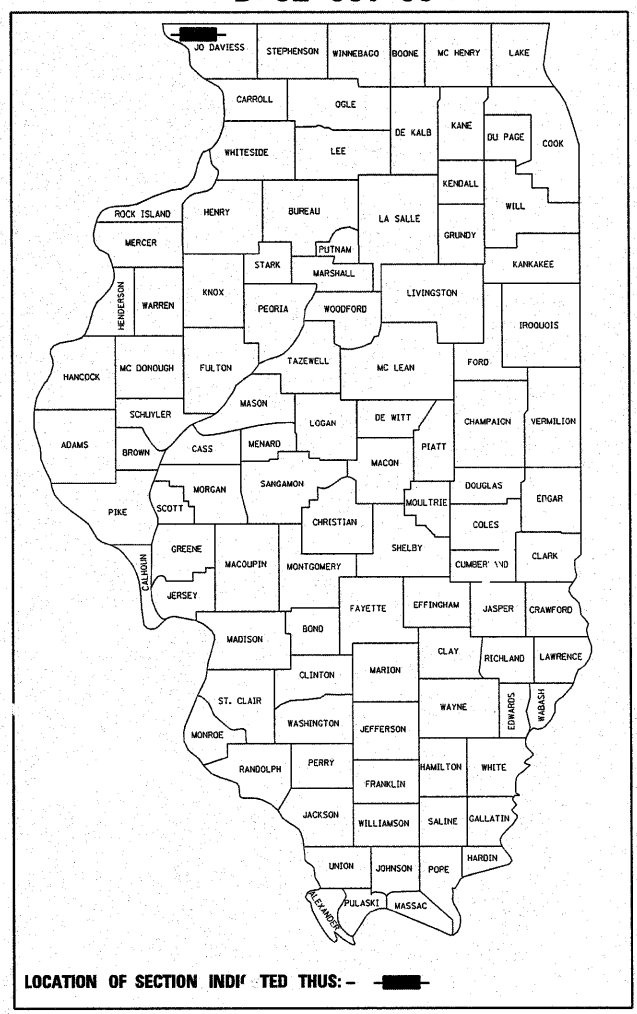 JO DAVIESS STEPHENSON WINNEBAGO BOONE MC HENRY LAKE
CARROLL OGLE DE KALB KANE DU PAGE COOK
WHITESIDE LEE
KENDALL
ROCK ISLAND HENRY BUREAU LA SALLE WILL
MERCER PUTNAM GRUNDY
STARK MARSHALL KANKAKEE
HENDERSON WARREN KNOX PEORIA WOODFORD LIVINGSTON IROQUOIS
HANCOCK MC DONOUGH FULTON TAZEWELL MC LEAN FORD
SCHUYLER MASON LOGAN DE WITT CHAMPAIGN VERMILION
ADAMS BROWN CASS MENARD MACON PIATT
PIKE SCOTT MORGAN SANGAMON MOULTRIE DOUGLAS EDGAR
CHRISTIAN COLES
CALHOUN GREENE MACOUPIN MONTGOMERY SHELBY CLARK
JERSEY FAYETTE EFFINGHAM JASPER CRAWFORD
MADISON BOND CLAY RICHLAND LAWRENCE
CLINTON MARION
ST. CLAIR WASHINGTON JEFFERSON WAYNE EDWARDS WABASH
MONROE RANDOLPH PERRY HAMILTON WHITE
FRANKLIN
JACKSON WILLIAMSON SALINE GALLATIN
UNION JOHNSON POPE HARDIN
ALEXANDER PULASKI MASSAC
LOCATION OF SECTION THUS: -